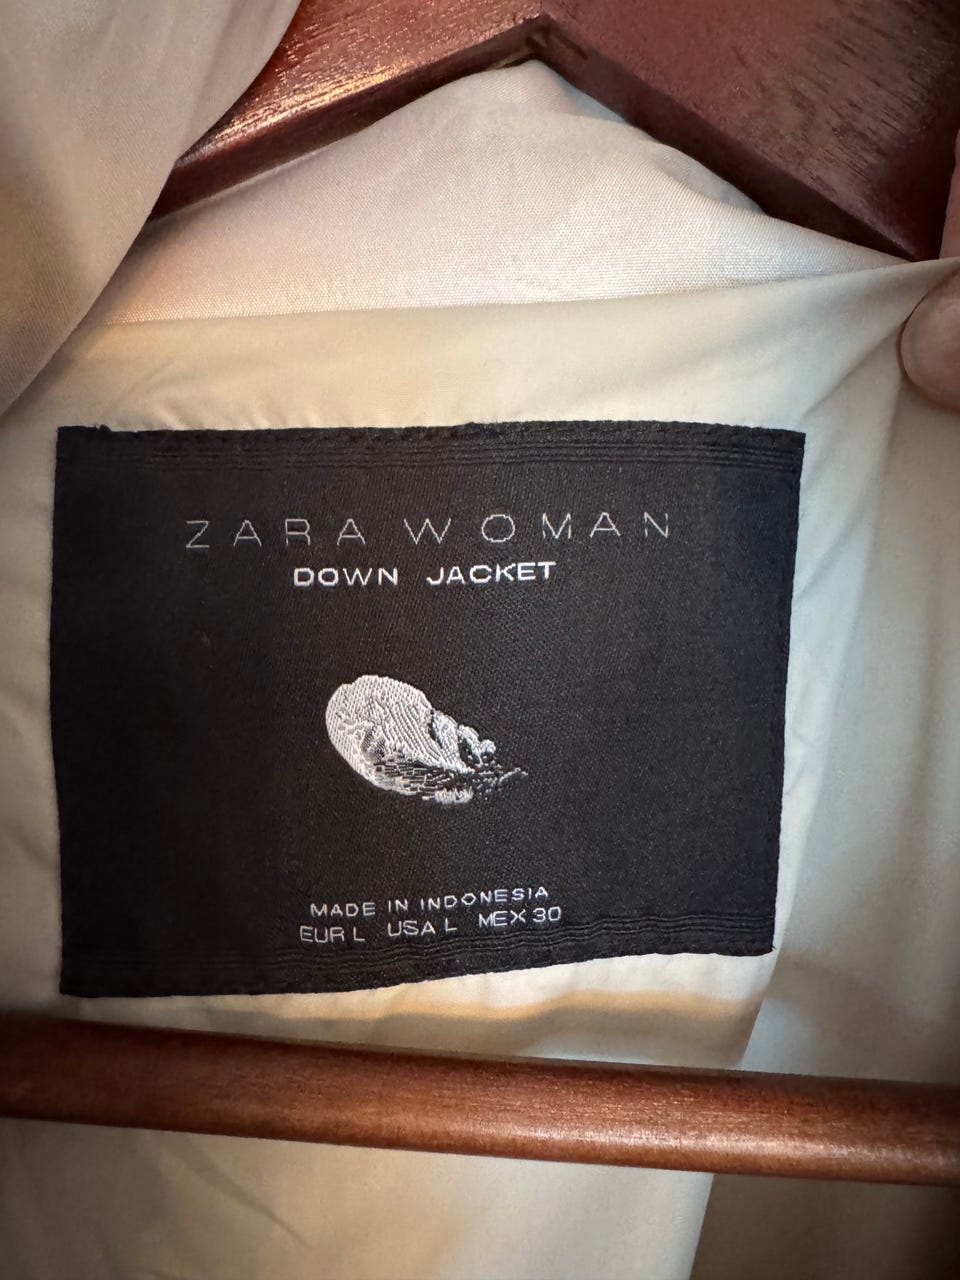 ZARA WOMAN
DOWN JACKET
MADE IN INDONESIA
EUR L USA L MEX 30